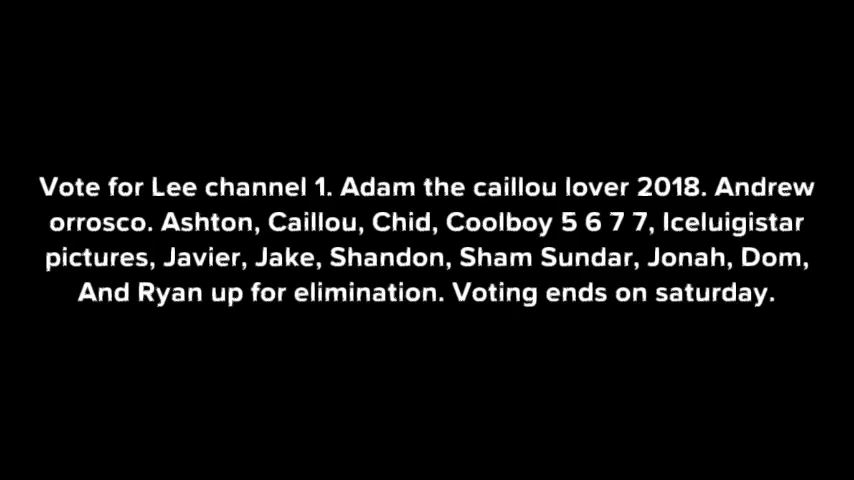 Vote for Lee channel 1. Adam the caillou lover 2018. Andrew
orrosco. Ashton, Caillou, Chid, Coolboy 5 6 7 7, Iceluigistar
pictures, Javier, Jake, Shandon, Sham Sundar, Jonah, Dom,
And Ryan up for elimination. Voting ends on saturday.